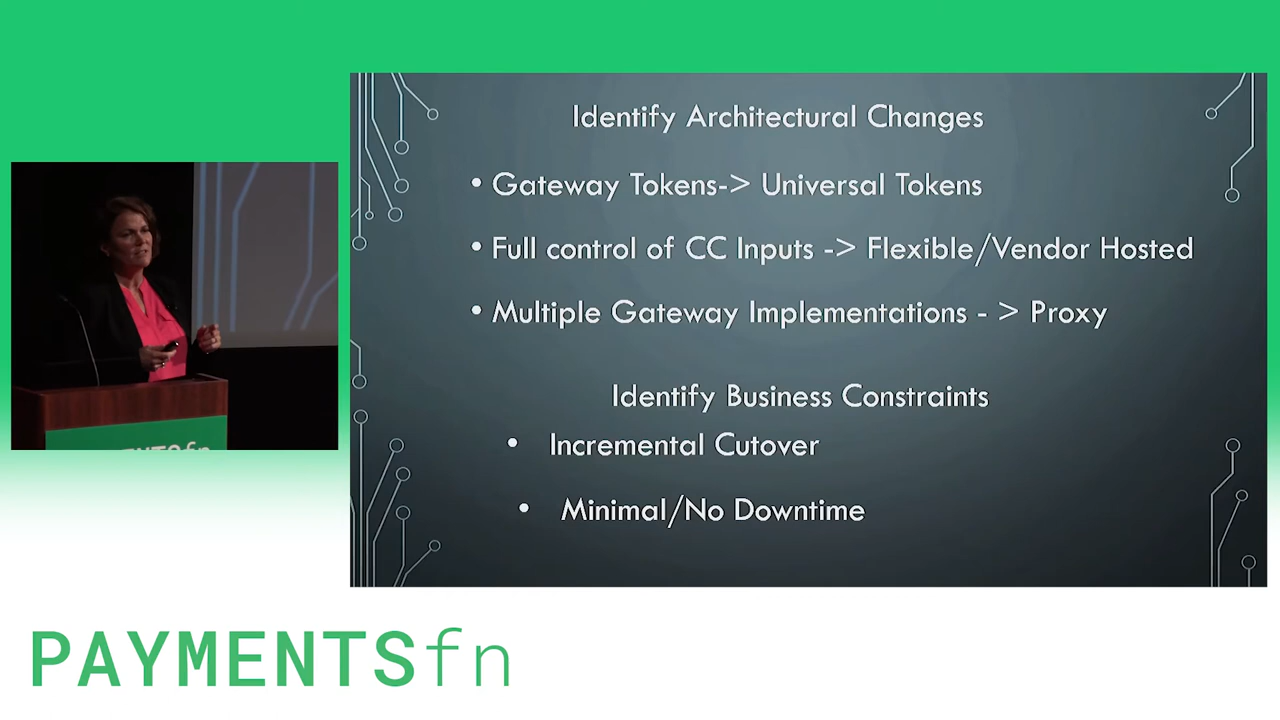 Identify Architectural Changes
• Gateway Tokens-> Universal Tokens
• Full control of CC Inputs -> Flexible/Vendor Hosted
• Multiple Gateway Implementations - > Proxy
Identify Business Constraints
• Incremental Cutover
• Minimal/No Downtime
PAYMENTSfn